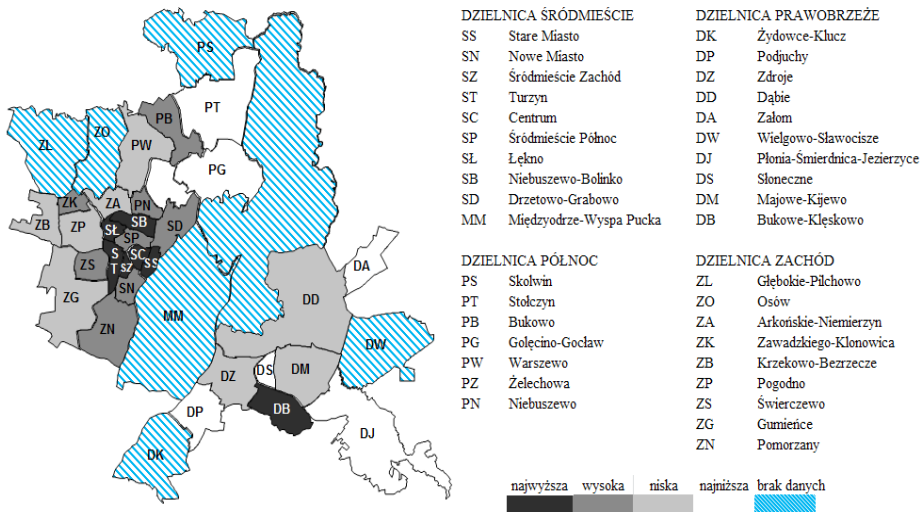 PS
PT
PB
ZL
ZO
PW
PG
ZK
ZA
PN
ZB
ZP
SŁ
SB
SD
SP
S
T
SZ
SC
SS
ZS
SN
ZG
ZN
MM
DA
DD
DW
DZ
DS
DM
DP
DB
DJ
DK
DZIELNICA ŚRÓDMIEŚCIE
SS Stare Miasto
SN Nowe Miasto
SZ Śródmieście Zachód
ST Turzyn
SC Centrum
SP Śródmieście Północ
SŁ Łękno
SB Niebuszewo-Bolinko
SD Drzetowo-Grabowo
MM Międzyodrze-Wyspa Pucka
DZIELNICA PÓŁNOC
PS Skolwin
PT Stołczyn
PB Bukowo
PG Golęcino-Gocław
PW Warszewo
PZ Żelechowa
PN Niebuszewo
DZIELNICA PRAWOBRZEŻE
DK Żydowce-Klucz
DP Podjuchy
DZ Zdroje
DD Dąbie
DA Załom
DW Wielgowo-Sławocisze
DJ Płonia-Śmierdnica-Jezierzyce
DS Słoneczne
DM Majowe-Kijewo
DB Bukowe-Klęskowo
DZIELNICA ZACHÓD
ZL Głębokie-Pilchowo
ZO Osów
ZA Arkońskie-Niemierzyn
ZK Zawadzkiego-Klonowica
ZB Krzekowo-Bezrzecze
ZP Pogodno
ZS Świerczewo
ZG Gumieńce
ZN Pomorzany
najwyższa wysoka niska najniższa brak danych